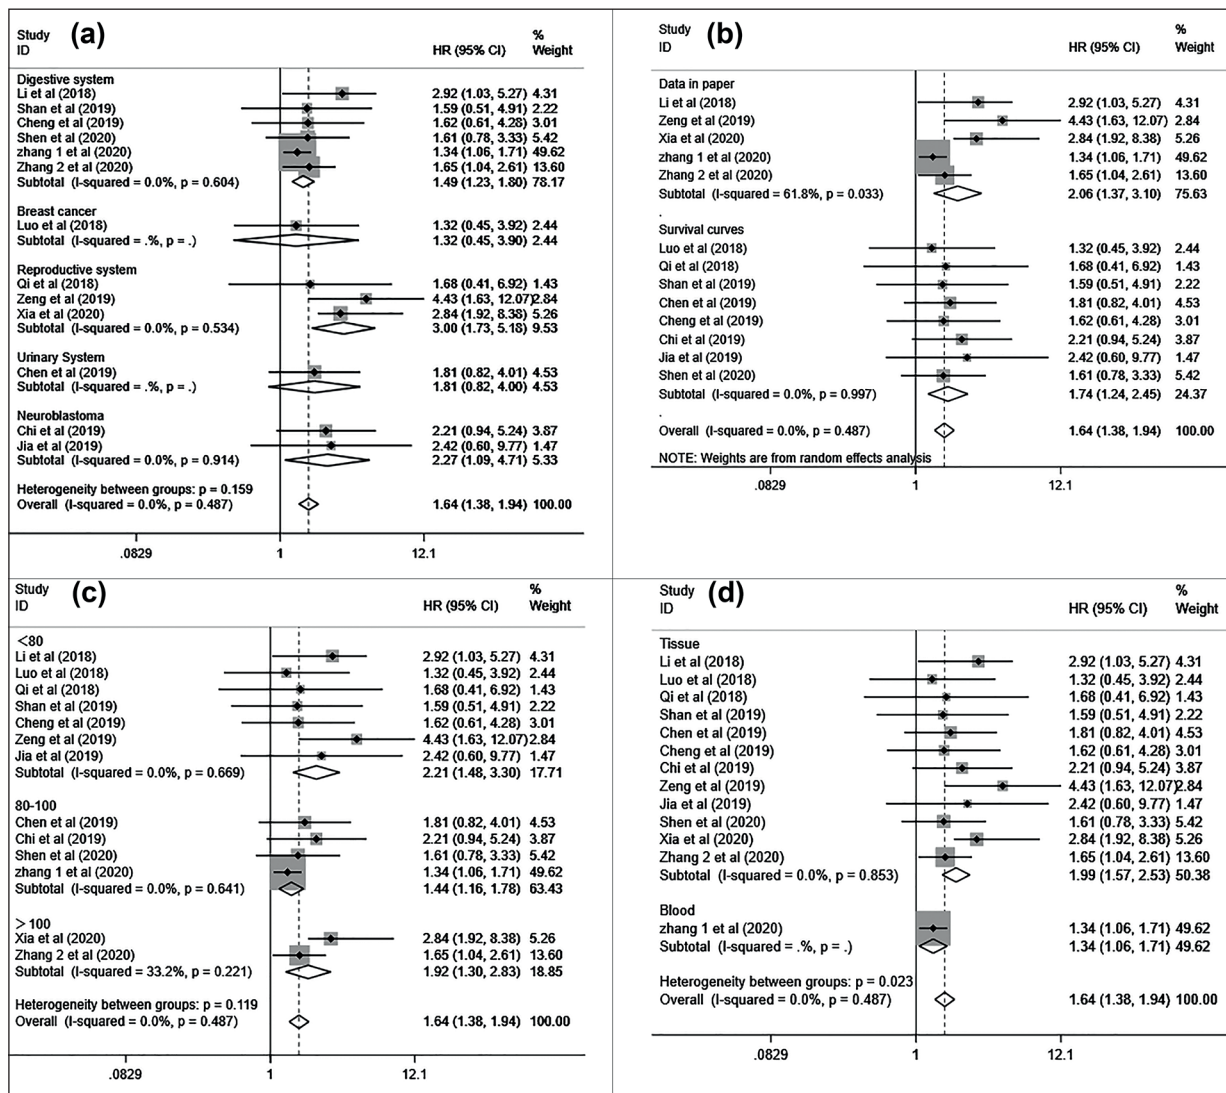 (a)
Study
ID HR (95% CI) % Weight
Digestive system
Li et al (2018) 2.92 (1.03, 5.27) 4.31
Shan et al (2019) 1.59 (0.51, 4.91) 2.22
Cheng et al (2019) 1.62 (0.61, 4.28) 3.01
Shen et al (2020) 1.61 (0.78, 3.33) 5.42
zhang 1 et al (2020) 1.34 (1.06, 1.71) 49.62
Zhang 2 et al (2020) 1.65 (1.04, 2.61) 13.60
Subtotal (I-squared = 0.0%, p = 0.604) 1.49 (1.23, 1.80) 78.17
Breast cancer
Luo et al (2018) 1.32 (0.45, 3.92) 2.44
Subtotal (I-squared = .%, p = .) 1.32 (0.45, 3.90) 2.44
Reproductive system
Qi et al (2018) 1.68 (0.41, 6.92) 1.43
Zeng et al (2019) 4.43 (1.63, 12.07) 2.84
Xia et al (2020) 2.84 (1.92, 8.38) 5.26
Subtotal (I-squared = 0.0%, p = 0.534) 3.00 (1.73, 5.18) 9.53
Urinary System
Chen et al (2019) 1.81 (0.82, 4.01) 4.53
Subtotal (I-squared = .%, p = .) 1.81 (0.82, 4.00) 4.53
Neuroblastoma
Chi et al (2019) 2.21 (0.94, 5.24) 3.87
Jia et al (2019) 2.42 (0.60, 9.77) 1.47
Subtotal (I-squared = 0.0%, p = 0.914) 2.27 (1.09, 4.71) 5.33
Heterogeneity between groups: p = 0.159
Overall (I-squared = 0.0%, p = 0.487) 1.64 (1.38, 1.94) 100.00
.0829 1 12.1
(b)
Study
ID HR (95% CI) % Weight
Data in paper
Li et al (2018) 2.92 (1.03, 5.27) 4.31
Zeng et al (2019) 4.43 (1.63, 12.07) 2.84
Xia et al (2020) 2.84 (1.92, 8.38) 5.26
zhang 1 et al (2020) 1.34 (1.06, 1.71) 49.62
Zhang 2 et al (2020) 1.65 (1.04, 2.61) 13.60
Subtotal (I-squared = 61.8%, p = 0.033) 2.06 (1.37, 3.10) 75.63
.
Survival curves
Luo et al (2018) 1.32 (0.45, 3.92) 2.44
Qi et al (2018) 1.68 (0.41, 6.92) 1.43
Shan et al (2019) 1.59 (0.51, 4.91) 2.22
Chen et al (2019) 1.81 (0.82, 4.01) 4.53
Cheng et al (2019) 1.62 (0.61, 4.28) 3.01
Chi et al (2019) 2.21 (0.94, 5.24) 3.87
Jia et al (2019) 2.42 (0.60, 9.77) 1.47
Shen et al (2020) 1.61 (0.78, 3.33) 5.42
Subtotal (I-squared = 0.0%, p = 0.997) 1.74 (1.24, 2.45) 24.37
.
Overall (I-squared = 0.0%, p = 0.487) 1.64 (1.38, 1.94) 100.00
NOTE: Weights are from random effects analysis
.0829 1 12.1
(c)
Study
ID HR (95% CI) % Weight
<80
Li et al (2018) 2.92 (1.03, 5.27) 4.31
Luo et al (2018) 1.32 (0.45, 3.92) 2.44
Qi et al (2018) 1.68 (0.41, 6.92) 1.43
Shan et al (2019) 1.59 (0.51, 4.91) 2.22
Cheng et al (2019) 1.62 (0.61, 4.28) 3.01
Zeng et al (2019) 4.43 (1.63, 12.07) 2.84
Jia et al (2019) 2.42 (0.60, 9.77) 1.47
Subtotal (I-squared = 0.0%, p = 0.669) 2.21 (1.48, 3.30) 17.71
80-100
Chen et al (2019) 1.81 (0.82, 4.01) 4.53
Chi et al (2019) 2.21 (0.94, 5.24) 3.87
Shen et al (2020) 1.61 (0.78, 3.33) 5.42
zhang 1 et al (2020) 1.34 (1.06, 1.71) 49.62
Subtotal (I-squared = 0.0%, p = 0.641) 1.44 (1.16, 1.78) 63.43
>100
Xia et al (2020) 2.84 (1.92, 8.38) 5.26
Zhang 2 et al (2020) 1.65 (1.04, 2.61) 13.60
Subtotal (I-squared = 33.2%, p = 0.221) 1.92 (1.30, 2.83) 18.85
Heterogeneity between groups: p = 0.119
Overall (I-squared = 0.0%, p = 0.487) 1.64 (1.38, 1.94) 100.00
.0829 1 12.1
(d)
Study
ID HR (95% CI) % Weight
Tissue
Li et al (2018) 2.92 (1.03, 5.27) 4.31
Luo et al (2018) 1.32 (0.45, 3.92) 2.44
Qi et al (2018) 1.68 (0.41, 6.92) 1.43
Shan et al (2019) 1.59 (0.51, 4.91) 2.22
Chen et al (2019) 1.81 (0.82, 4.01) 4.53
Cheng et al (2019) 1.62 (0.61, 4.28) 3.01
Chi et al (2019) 2.21 (0.94, 5.24) 3.87
Zeng et al (2019) 4.43 (1.63, 12.07) 2.84
Jia et al (2019) 2.42 (0.60, 9.77) 1.47
Shen et al (2020) 1.61 (0.78, 3.33) 5.42
Xia et al (2020) 2.84 (1.92, 8.38) 5.26
Zhang 2 et al (2020) 1.65 (1.04, 2.61) 13.60
Subtotal (I-squared = 0.0%, p = 0.853) 1.99 (1.57, 2.53) 50.38
Blood
zhang 1 et al (2020) 1.34 (1.06, 1.71) 49.62
Subtotal (I-squared = .%, p = .) 1.34 (1.06, 1.71) 49.62
Heterogeneity between groups: p = 0.023
Overall (I-squared = 0.0%, p = 0.487) 1.64 (1.38, 1.94) 100.00
.0829 1 12.1